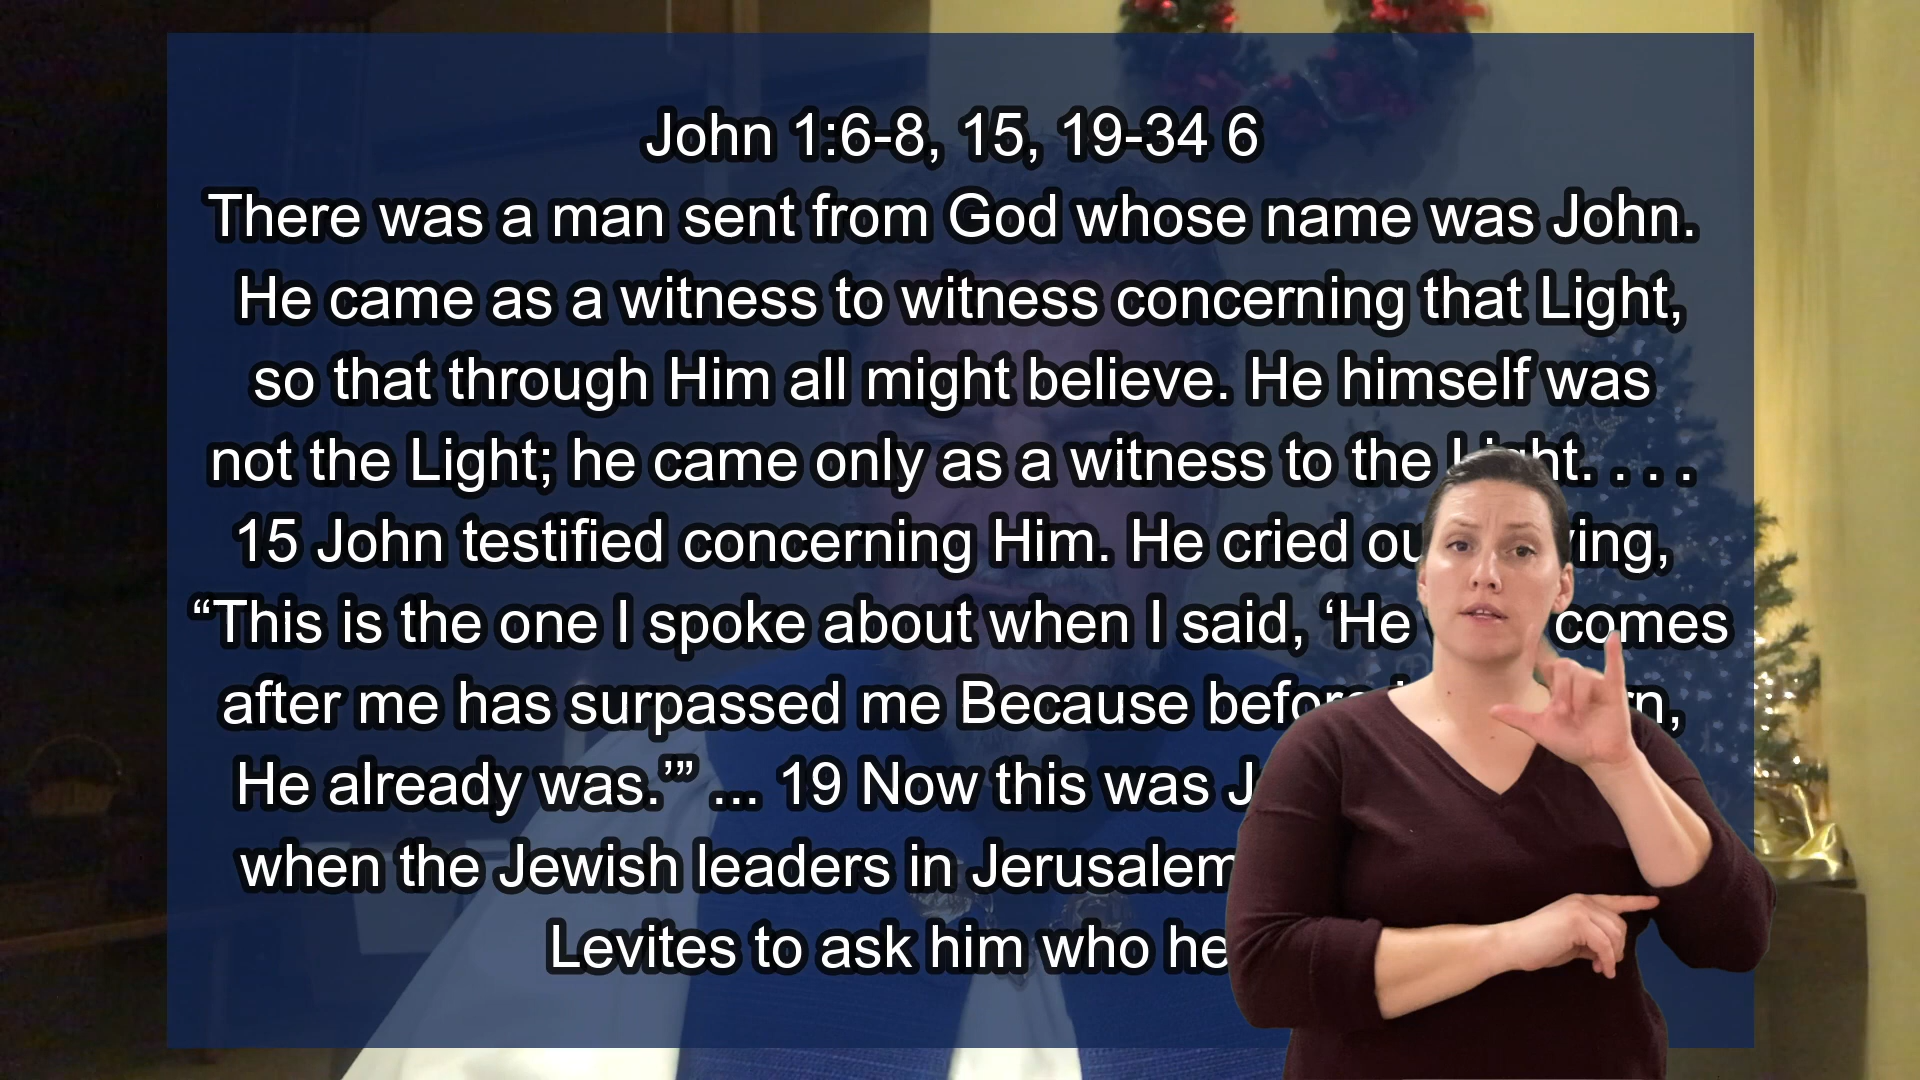 John 1:6-8, 15, 19-34 6
There was a man sent from God whose name was John.
He came as a witness to witness concerning that Light,
so that through Him all might believe. He himself was
not the Light; he came only as a witness to the Light. . . .
15 John testified concerning Him. He cried
“This is the one I spoke about when I said, ‘He comes
after me has surpassed me Because before
He already was.’” ... 19 Now this was
when the Jewish leaders in Jerusalem
Levites to ask him who he